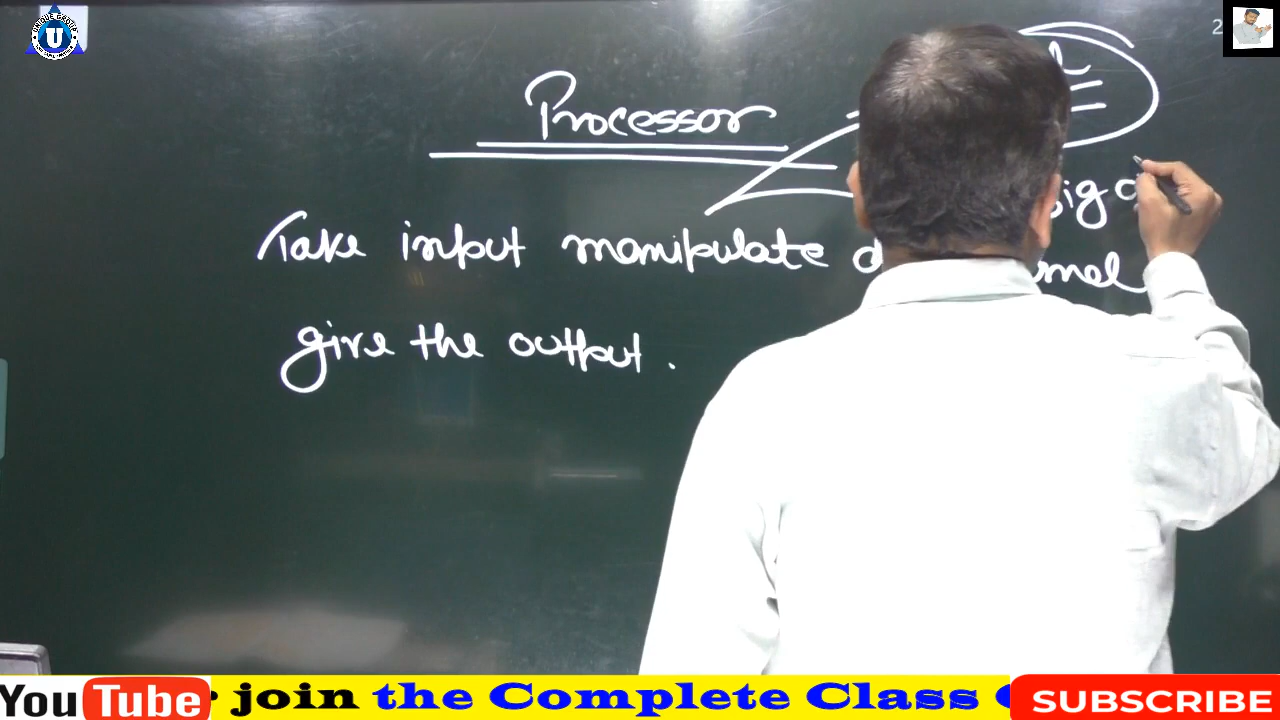 Processor
Take input manipulate
give the output.
You Tube join the Complete Class SUBSCRIBE